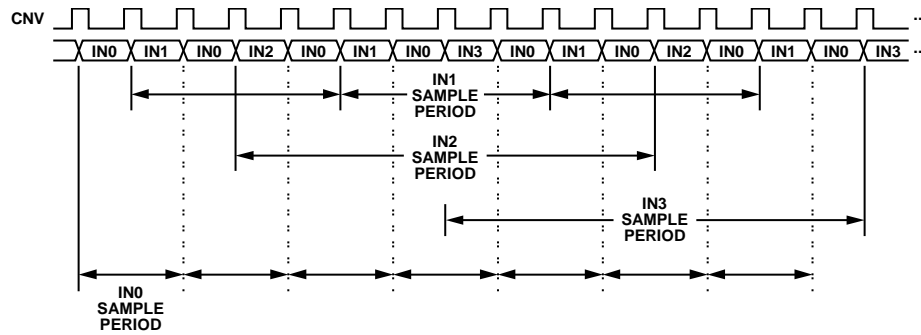 CNV
IN0 IN1 IN0 IN2 IN0 IN1 IN0 IN3 IN0 IN1 IN0 IN2 IN0 IN1 IN0 IN3
IN1
SAMPLE
PERIOD
IN2
SAMPLE
PERIOD
IN3
SAMPLE
PERIOD
IN0
SAMPLE
PERIOD